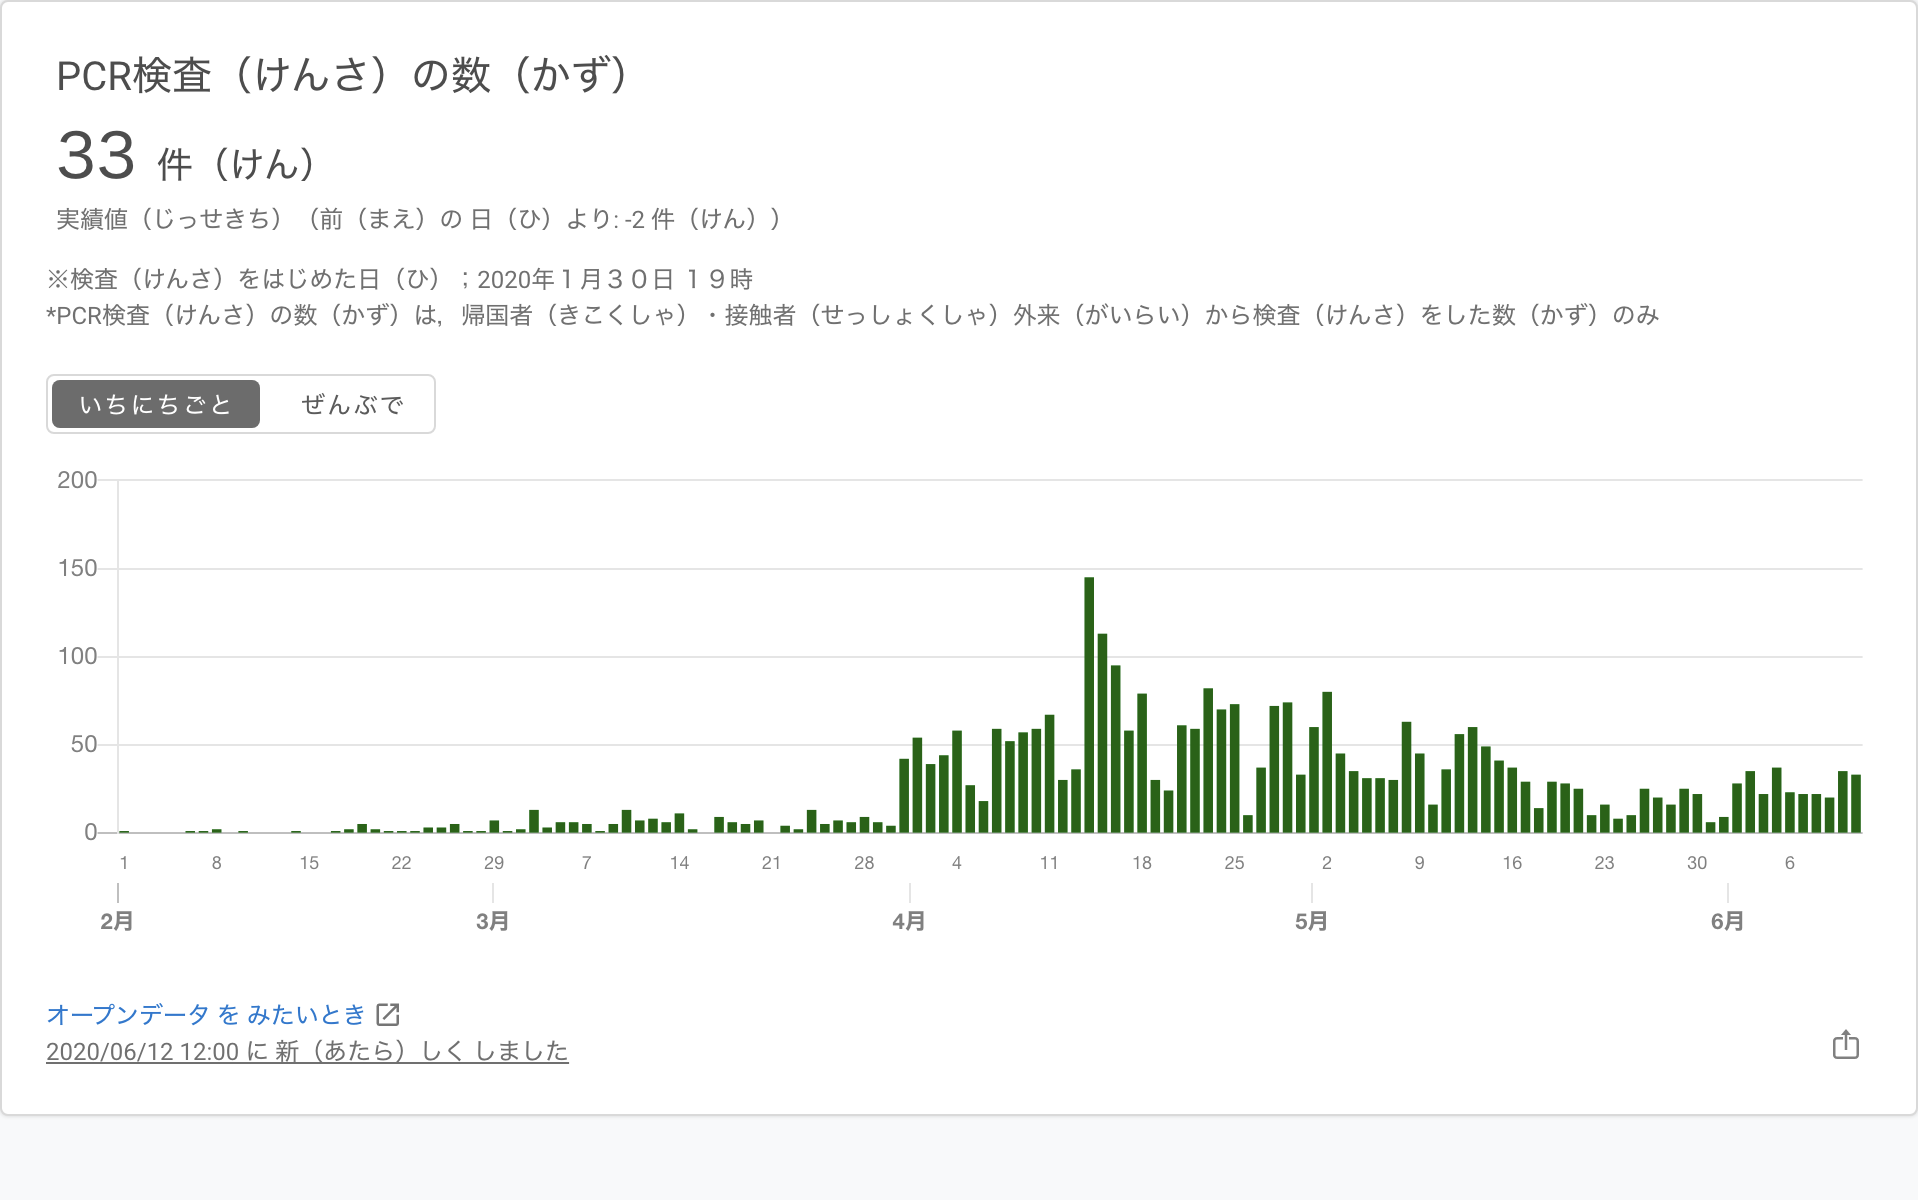 PCR検査（けんさ）の数（かず）
33 件（けん）
実績値（じっせきち）（前（まえ）の 日（ひ）より: -2 件（けん））
※検査（けんさ）をはじめた日（ひ）；2020年１月３０日 １９時
*PCR検査（けんさ）の数（かず）は，帰国者（きこくしゃ）・接触者（せっしょくしゃ）外来（がいらい）から検査（けんさ）をした数（かず）のみ
いちにちごと ぜんぶで
200
150
100
50
0
1 8 15 22 29 7 14 21 28 4 11 18 25 2 9 16 23 30 6
2月 3月 4月 5月 6月
オープンデータ を みたいとき
2020/06/12 12:00 に 新（あたら）しく しました